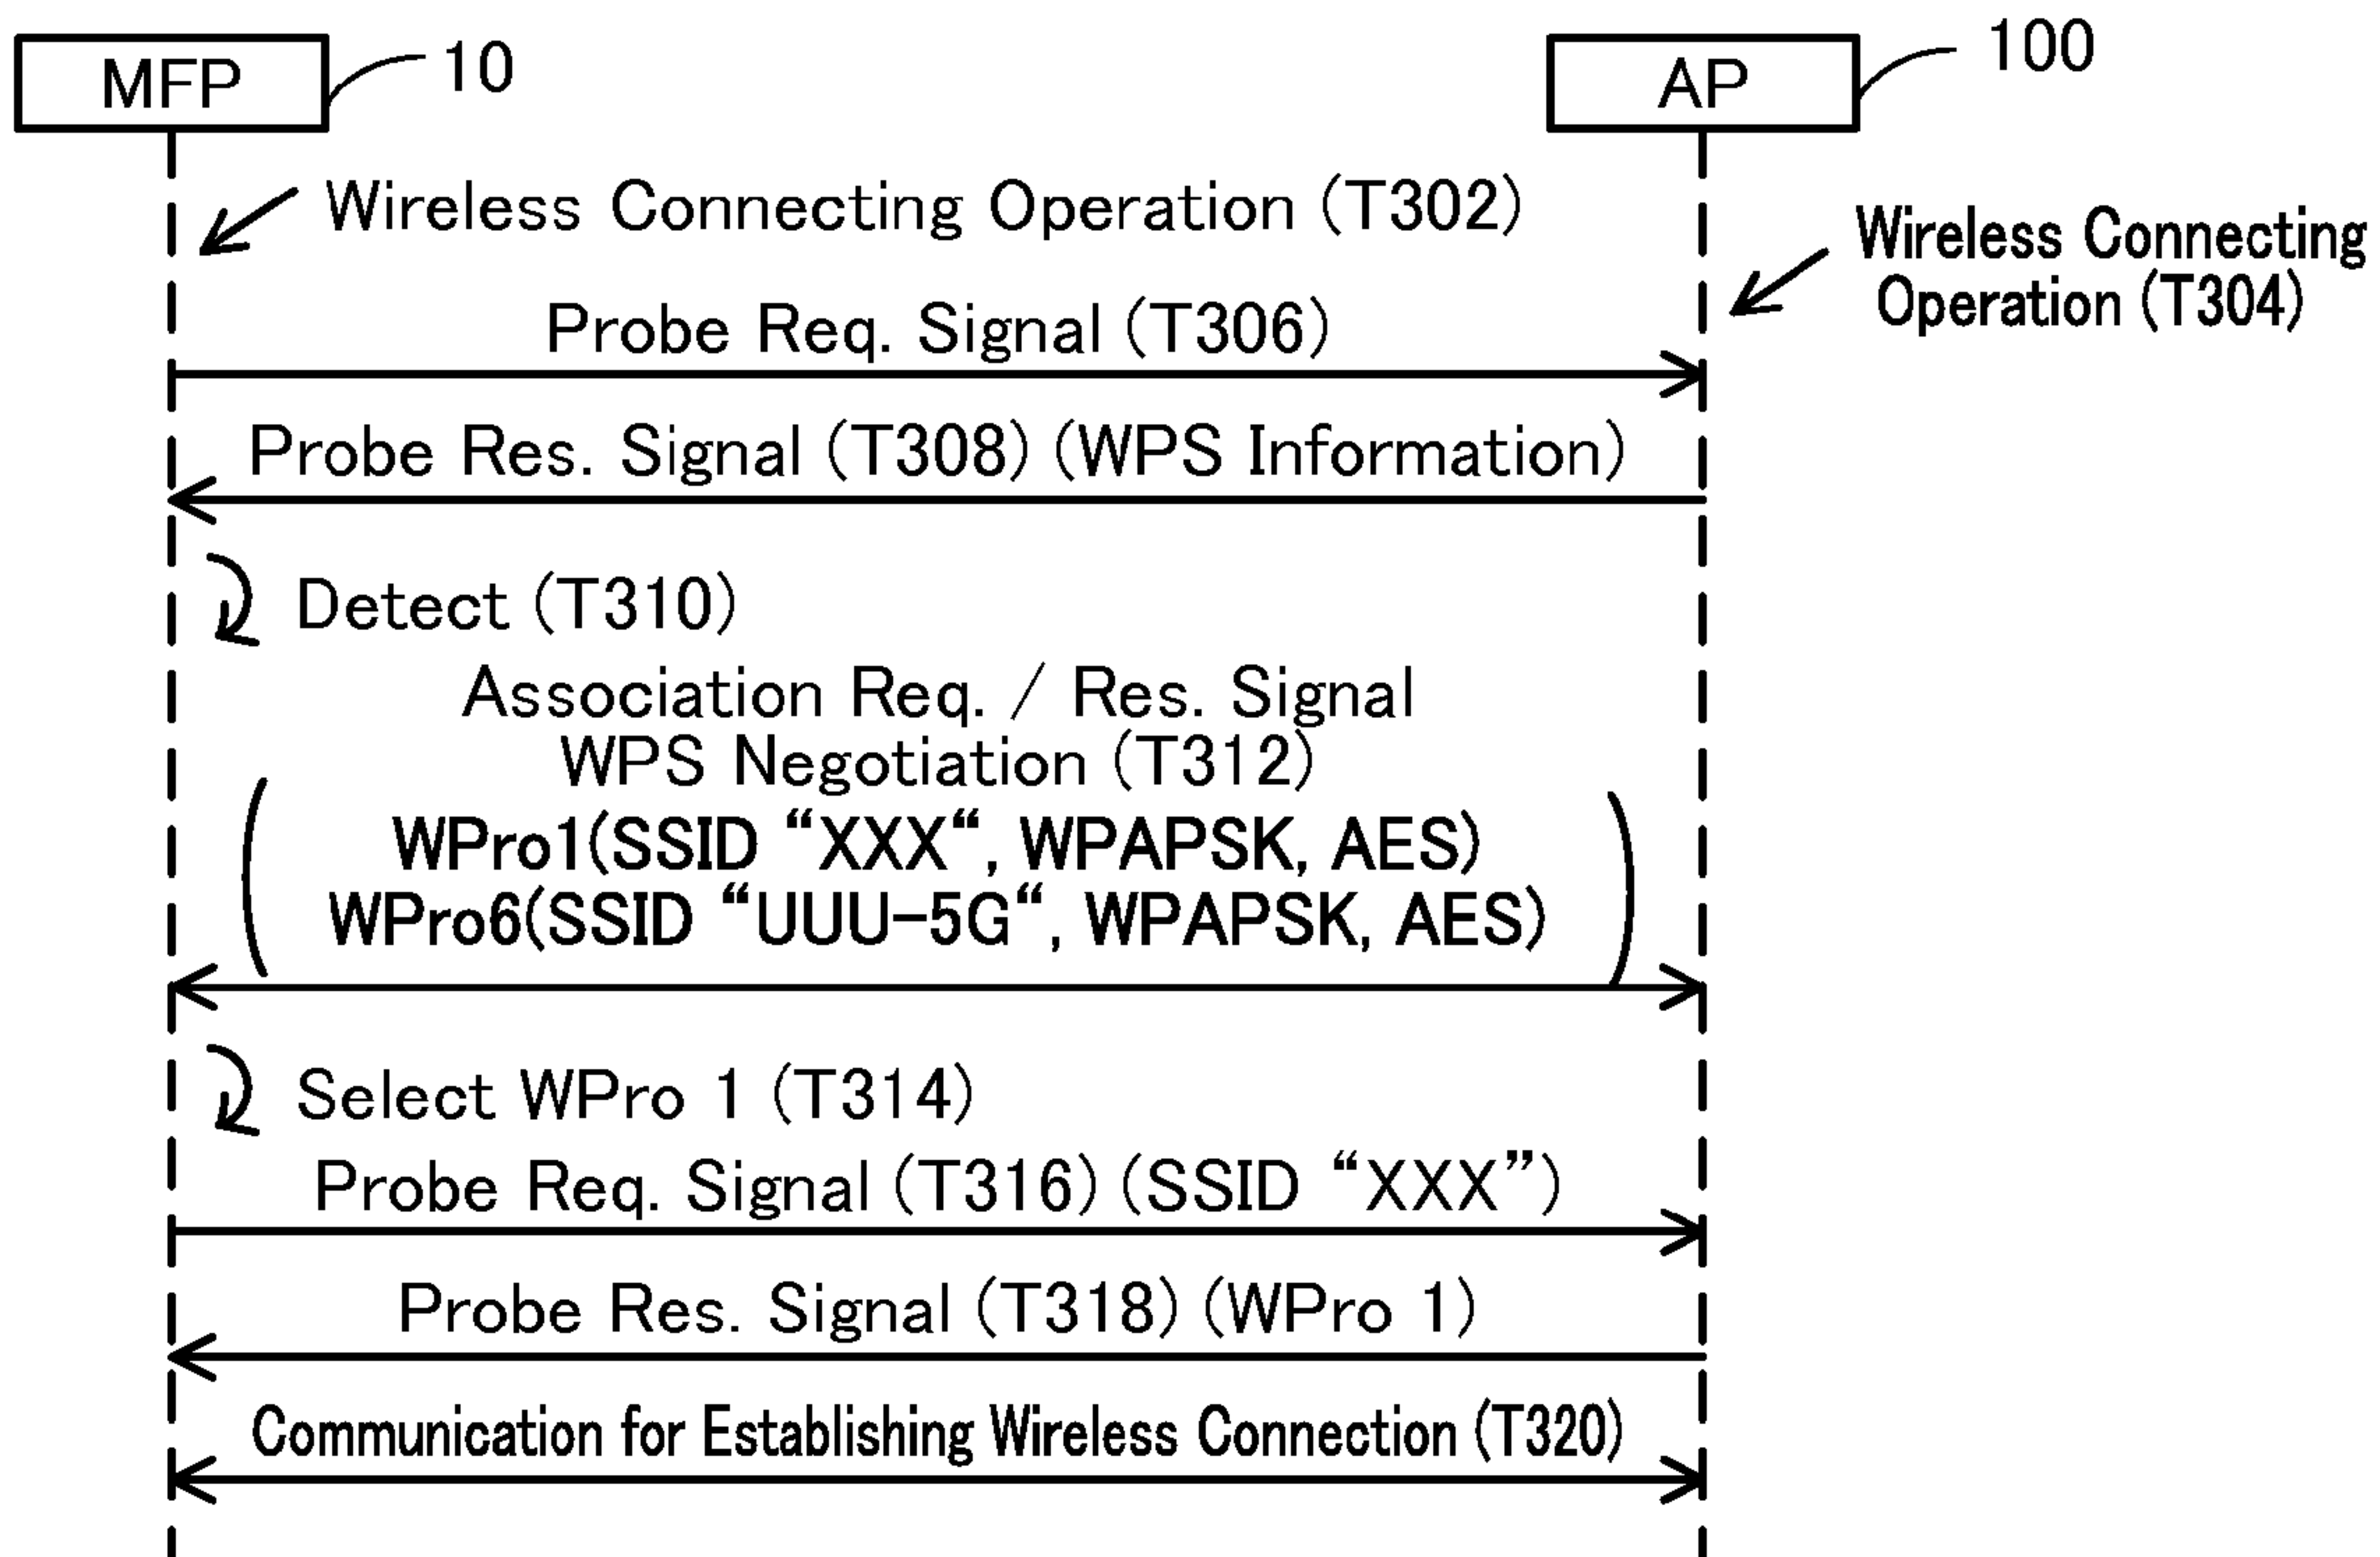 MFP
10
AP
100
Wireless Connecting Operation (T302)
Wireless Connecting
Operation (T304)
Probe Req. Signal (T306)
Probe Res. Signal (T308) (WPS Information)
Detect (T310)
Association Req. / Res. Signal
WPS Negotiation (T312)
WPro1(SSID “XXX“, WPAPSK, AES)
WPro6(SSID “UUU-5G“, WPAPSK, AES)
Select WPro 1 (T314)
Probe Req. Signal (T316) (SSID “XXX”)
Probe Res. Signal (T318) (WPro 1)
Communication for Establishing Wireless Connection (T320)